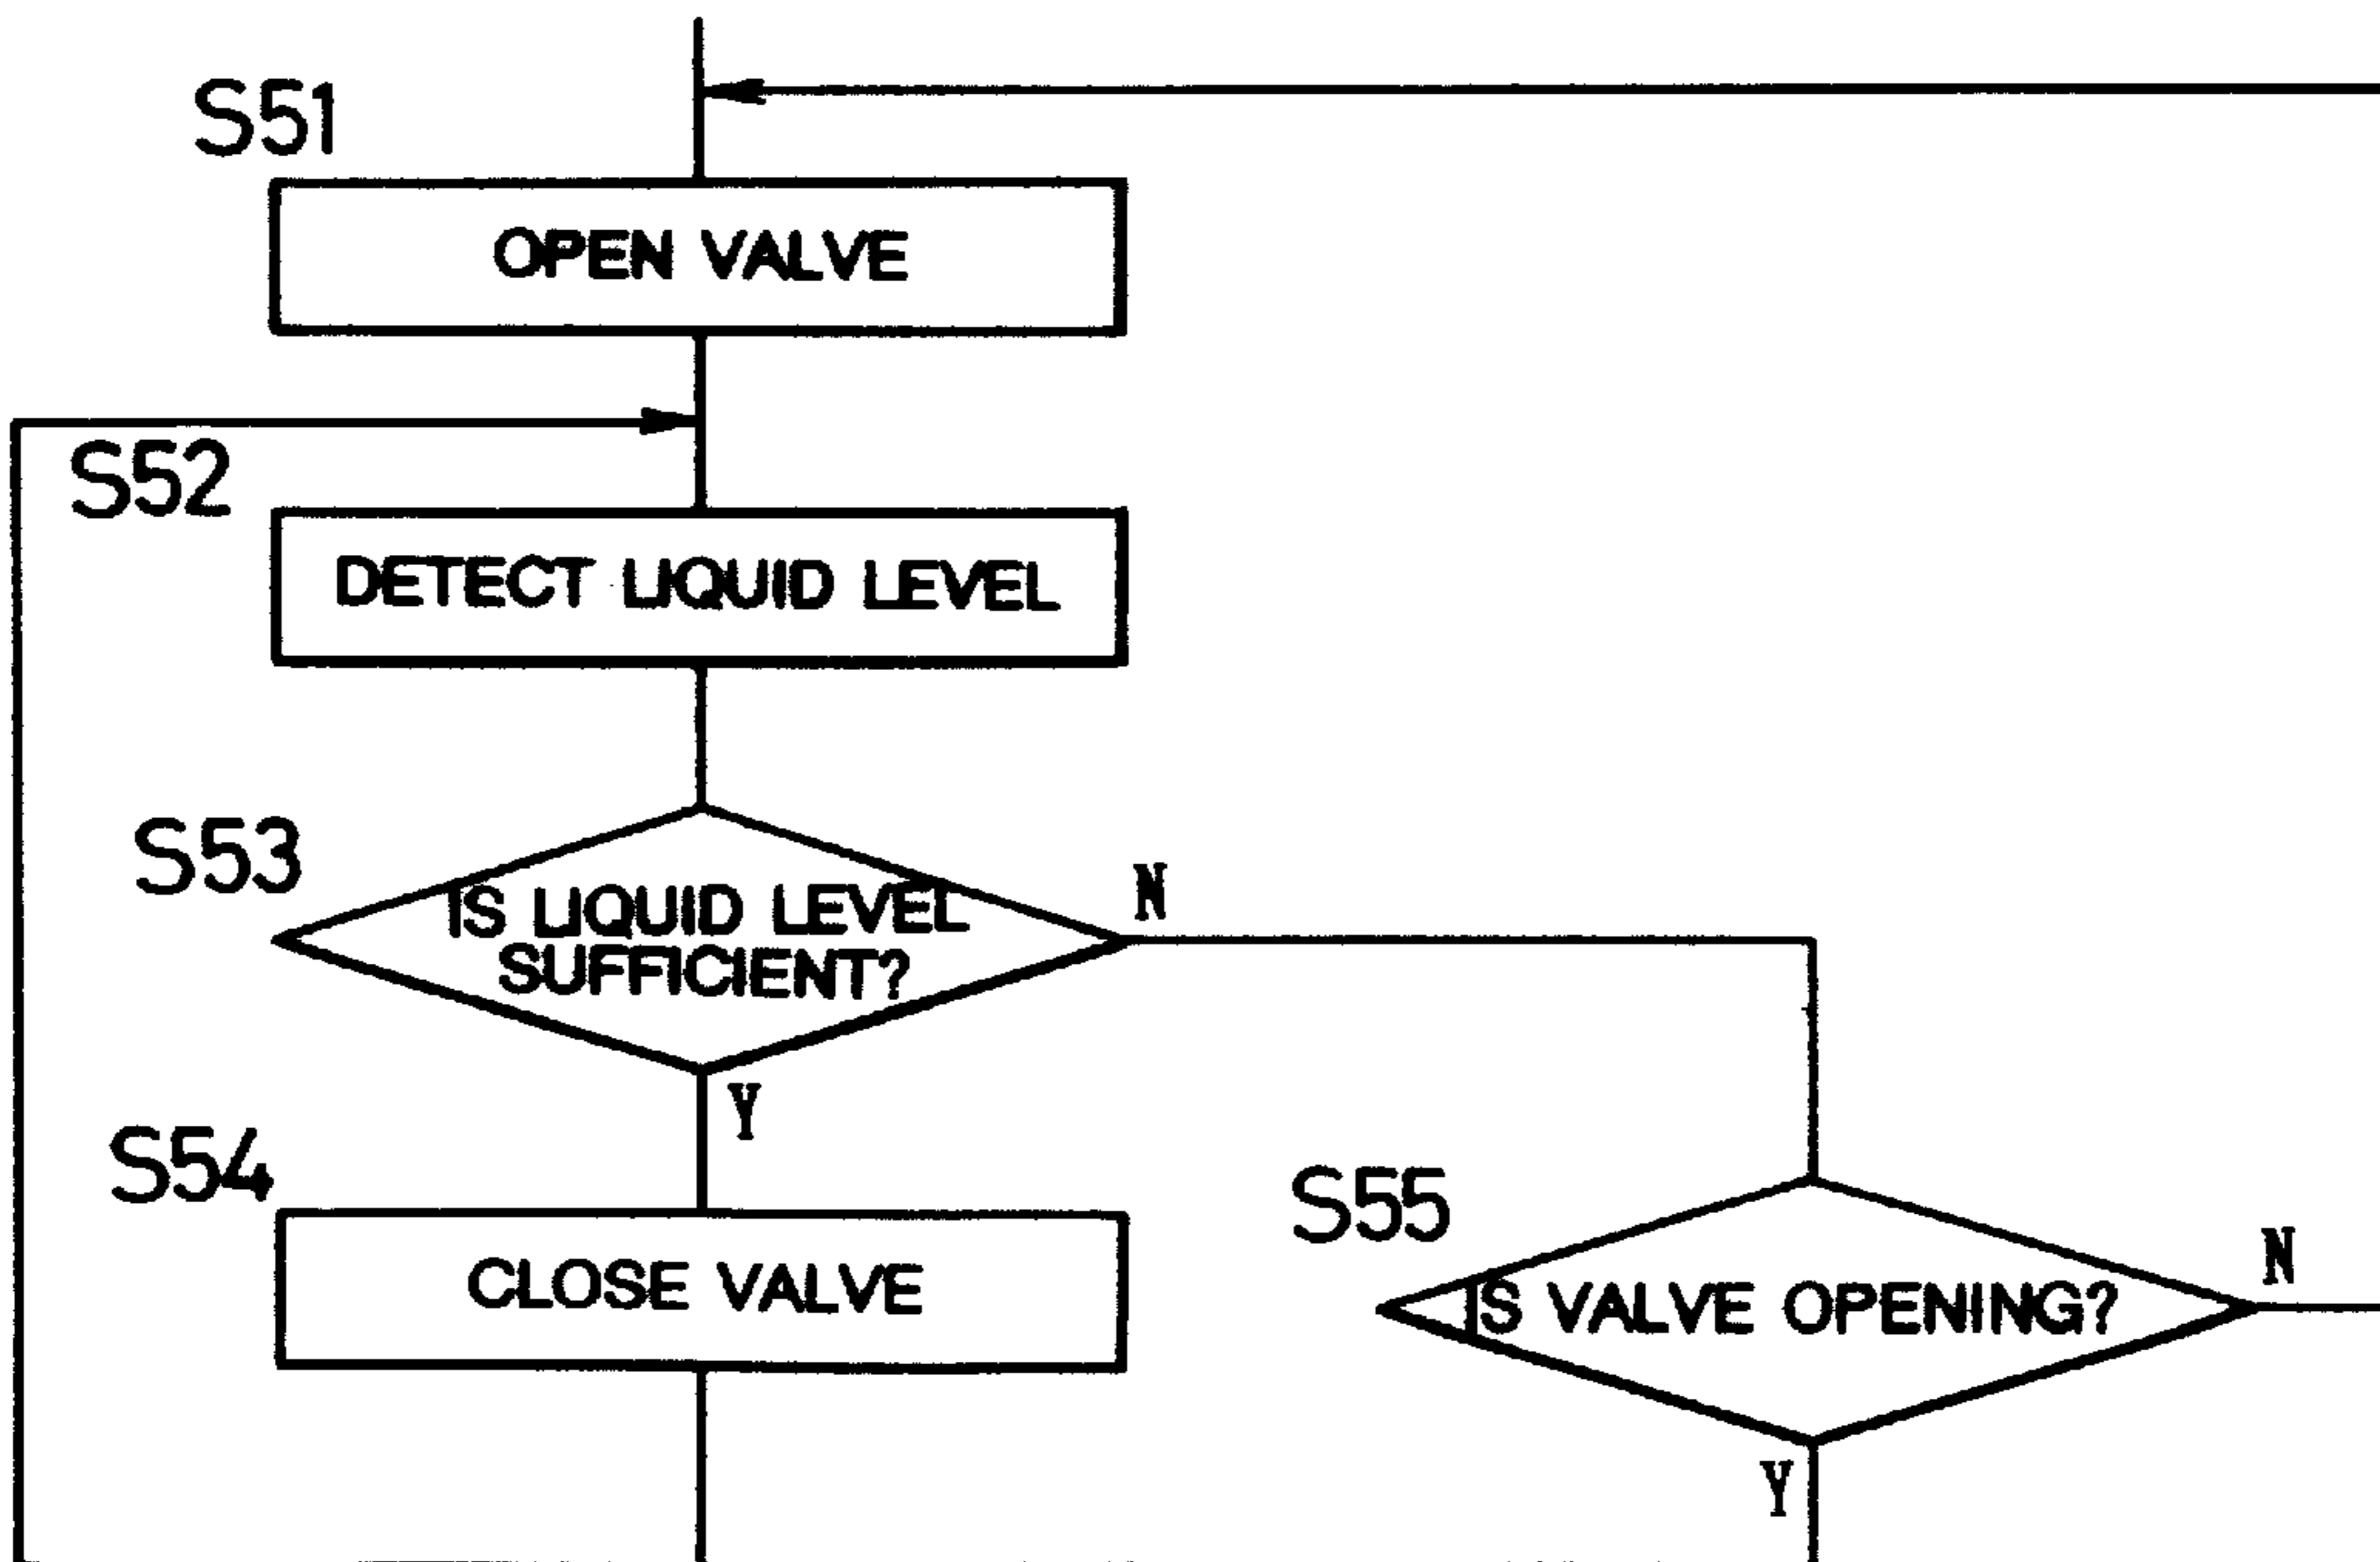 S51
OPEN VALVE
S52
DETECT LIQUID LEVEL
S53
IS LIQUID LEVEL
SUFFICIENT?
N
Y
S54
CLOSE VALVE
S55
IS VALVE OPENING?
N
Y